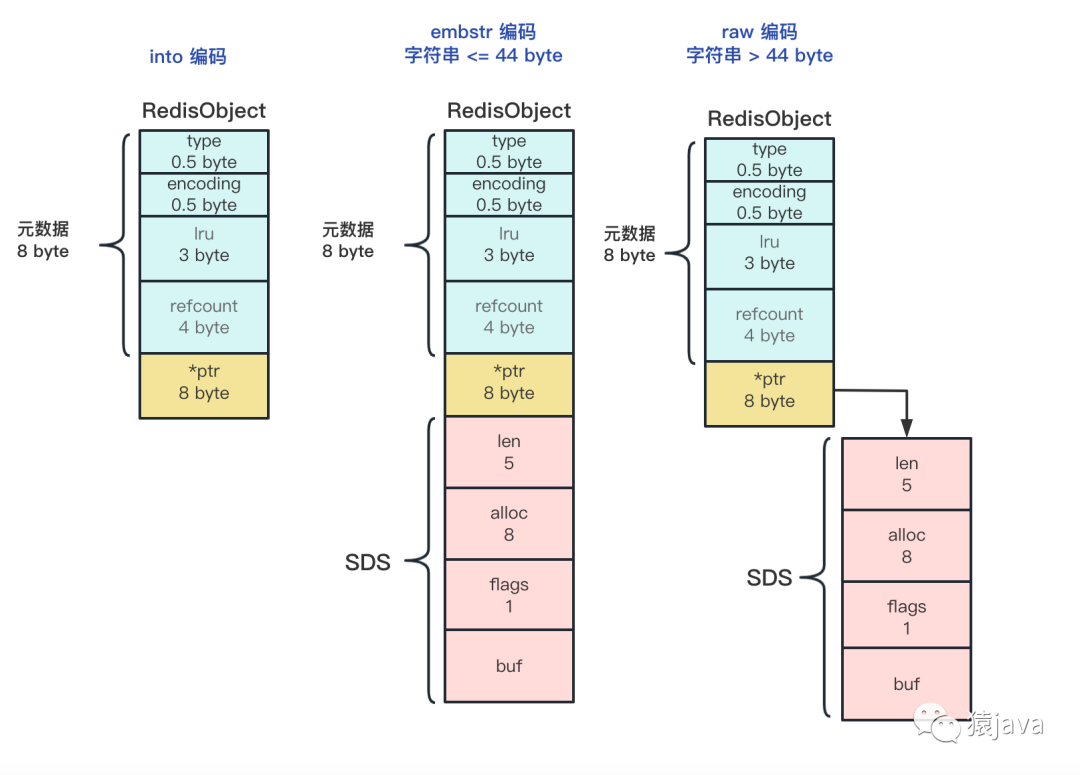 into 编码
RedisObject
type
0.5 byte
encoding
0.5 byte
lru
3 byte
refcount
4 byte
*ptr
8 byte
元数据
8 byte
embstr 编码
字符串 <= 44 byte
RedisObject
type
0.5 byte
encoding
0.5 byte
lru
3 byte
refcount
4 byte
*ptr
8 byte
len
5
alloc
8
flags
1
buf
元数据
8 byte
SDS
raw 编码
字符串 > 44 byte
RedisObject
type
0.5 byte
encoding
0.5 byte
lru
3 byte
refcount
4 byte
*ptr
8 byte
元数据
8 byte
len
5
alloc
8
flags
1
buf
SDS
猿java